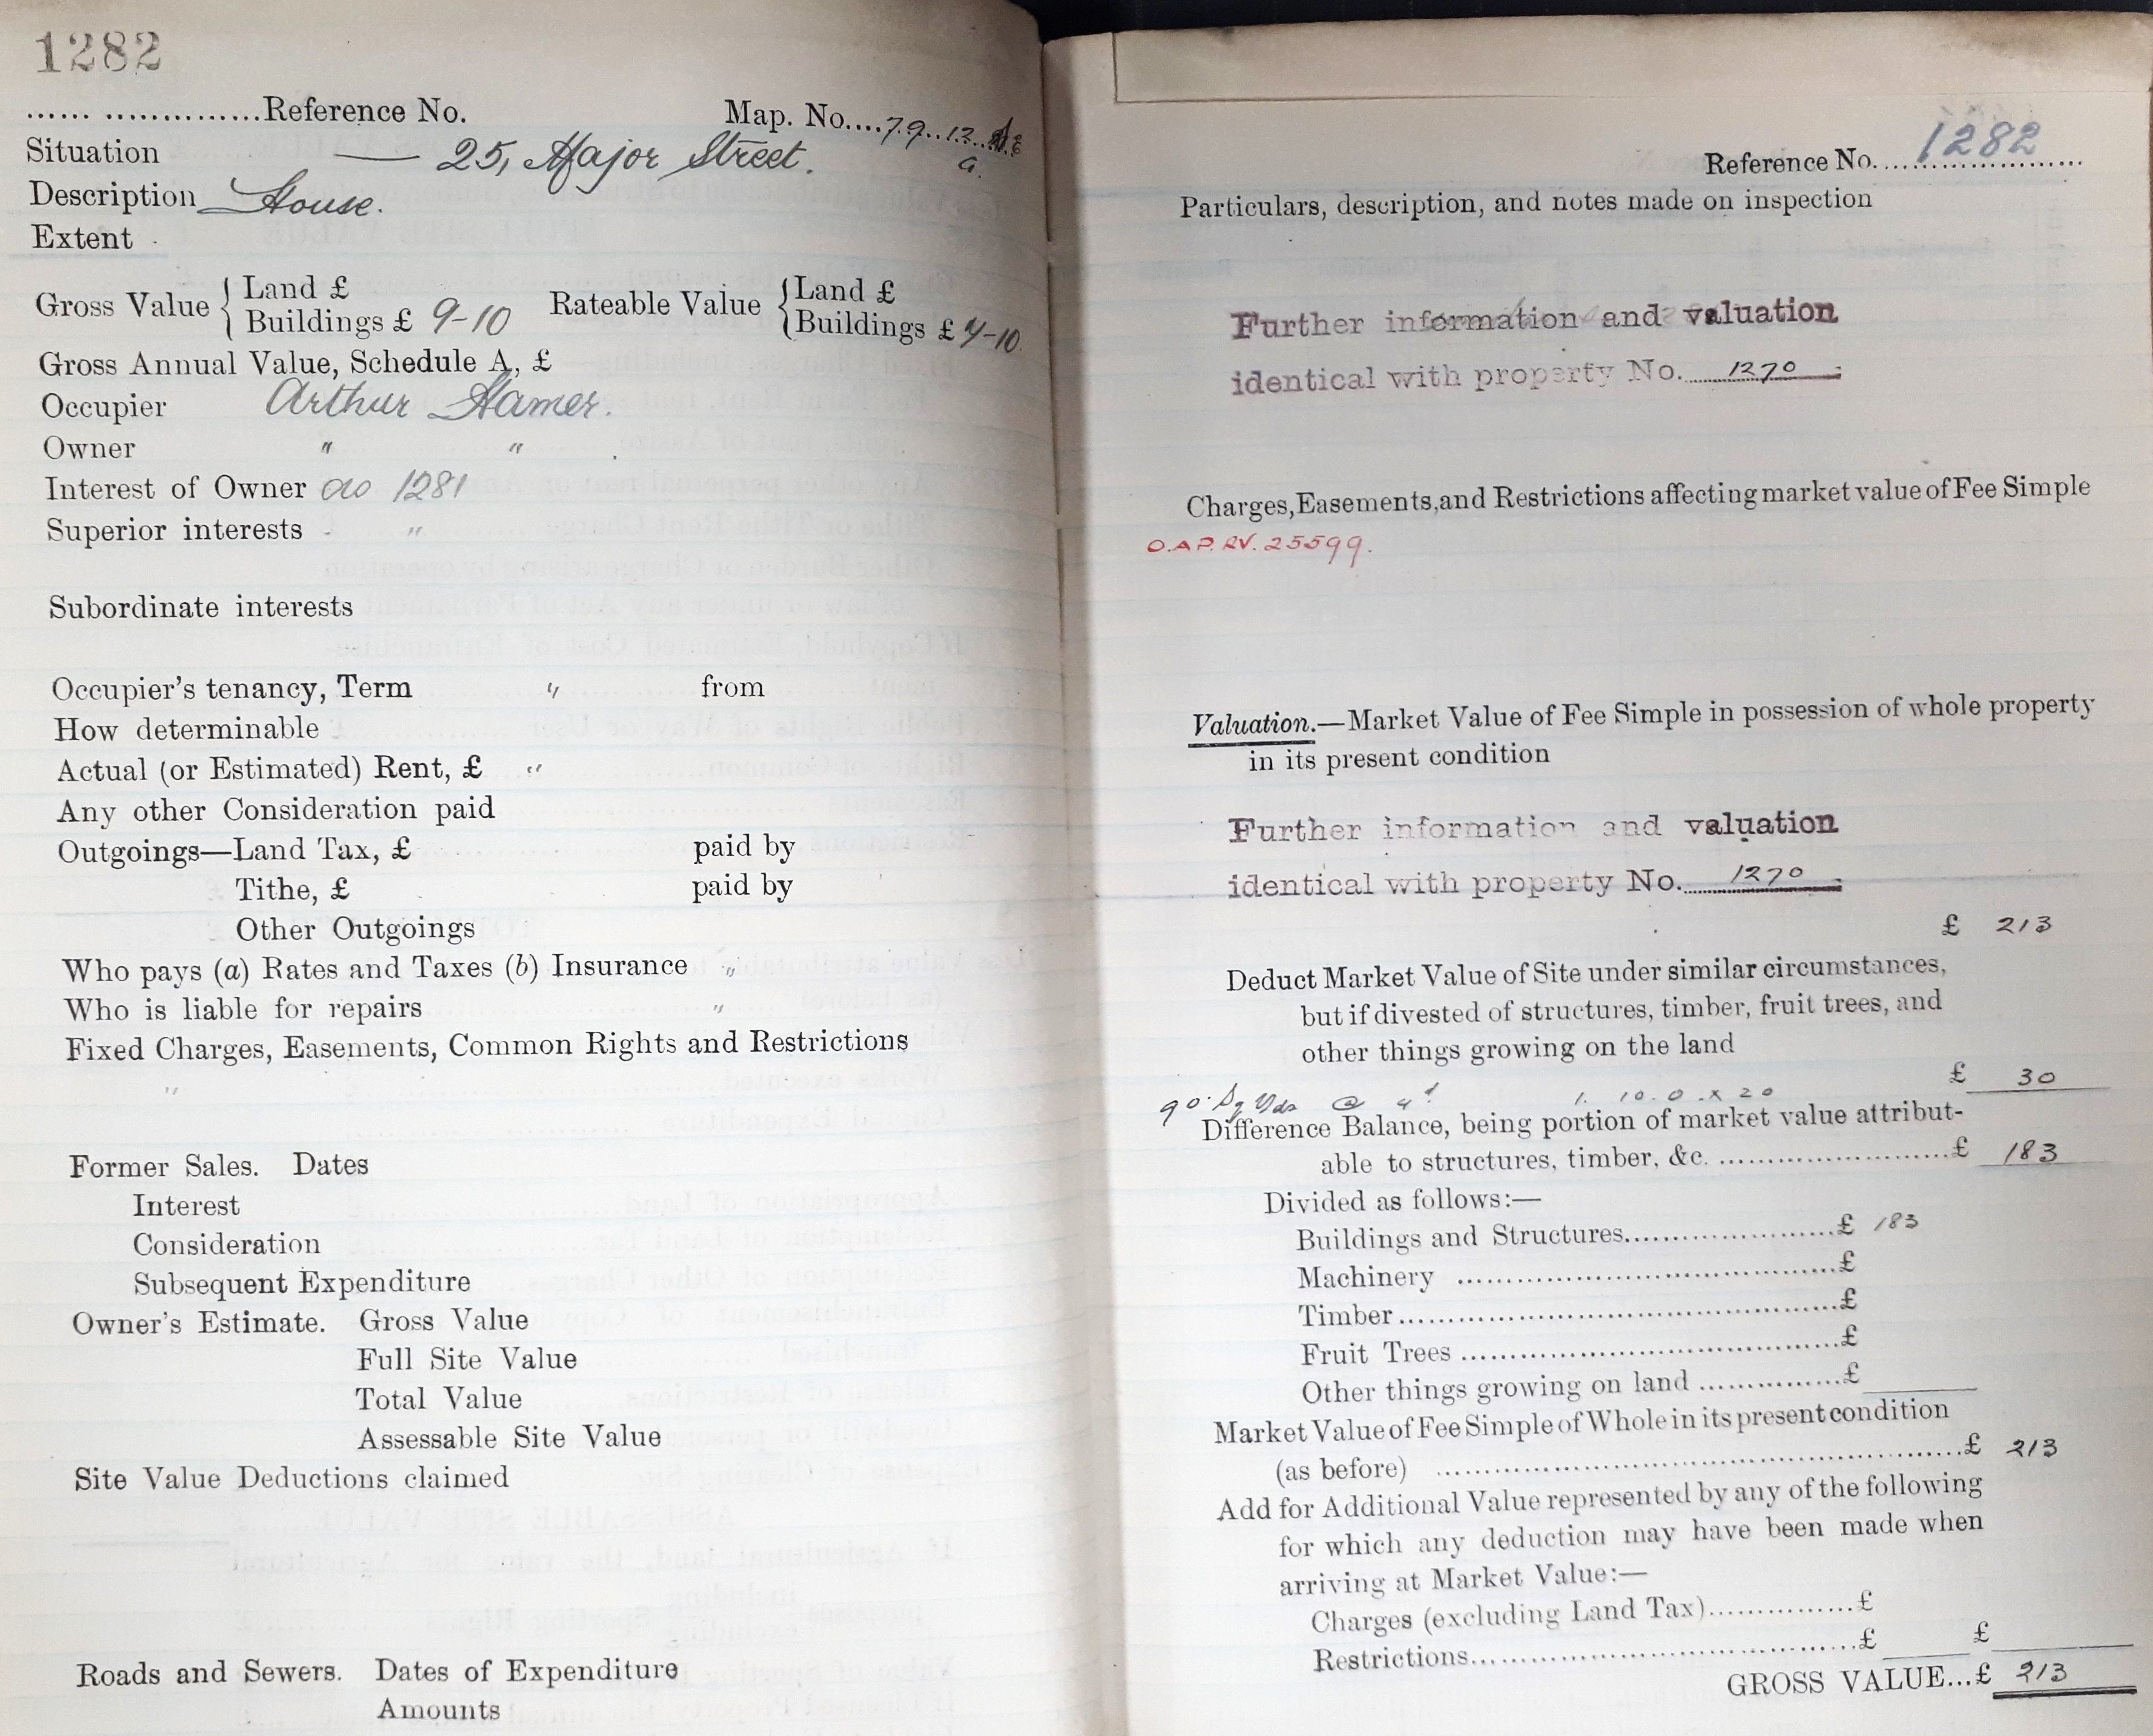 1282
...... ..............Reference No. Map. No....79..12..
Situation — 25, Major Street. a.
Description House.
Extent
Gross Value { Land £ Rateable Value { Land £
Buildings £ 9-10 Buildings £ 7-10
Gross Annual Value, Schedule A, £
Occupier Arthur Hamer.
Owner " "
Interest of Owner as 1281
Superior interests "
Subordinate interests
Occupier's tenancy, Term " from
How determinable
Actual (or Estimated) Rent, £ "
Any other Consideration paid
Outgoings—Land Tax, £ paid by
Tithe, £ paid by
Other Outgoings
Who pays (a) Rates and Taxes (b) Insurance "
Who is liable for repairs "
Fixed Charges, Easements, Common Rights and Restrictions
"
Former Sales. Dates
Interest
Consideration
Subsequent Expenditure
Owner's Estimate. Gross Value
Full Site Value
Total Value
Assessable Site Value
Site Value Deductions claimed
Roads and Sewers. Dates of Expenditure
Amounts
Reference No. 1282
Particulars, description, and notes made on inspection
Further information and valuation
identical with property No. 1270
Charges, Easements, and Restrictions affecting market value of Fee Simple
O.A.P. RV. 25599.
Valuation.—Market Value of Fee Simple in possession of whole property
in its present condition
Further information and valuation
identical with property No. 1270
£ 213
Deduct Market Value of Site under similar circumstances,
but if divested of structures, timber, fruit trees, and
other things growing on the land
£ 30
90 Sq Yds @ 4d 1. 10. 0 . x 20
Difference Balance, being portion of market value attribut-
able to structures, timber, &c. ............................£ 183
Divided as follows:—
Buildings and Structures......................£ 183
Machinery ........................................£
Timber..............................................£
Fruit Trees .......................................£
Other things growing on land ...............£
Market Value of Fee Simple of Whole in its present condition
(as before) ......................................................£ 213
Add for Additional Value represented by any of the following
for which any deduction may have been made when
arriving at Market Value:—
Charges (excluding Land Tax)...............£
Restrictions........................................£ £
GROSS VALUE...£ 213